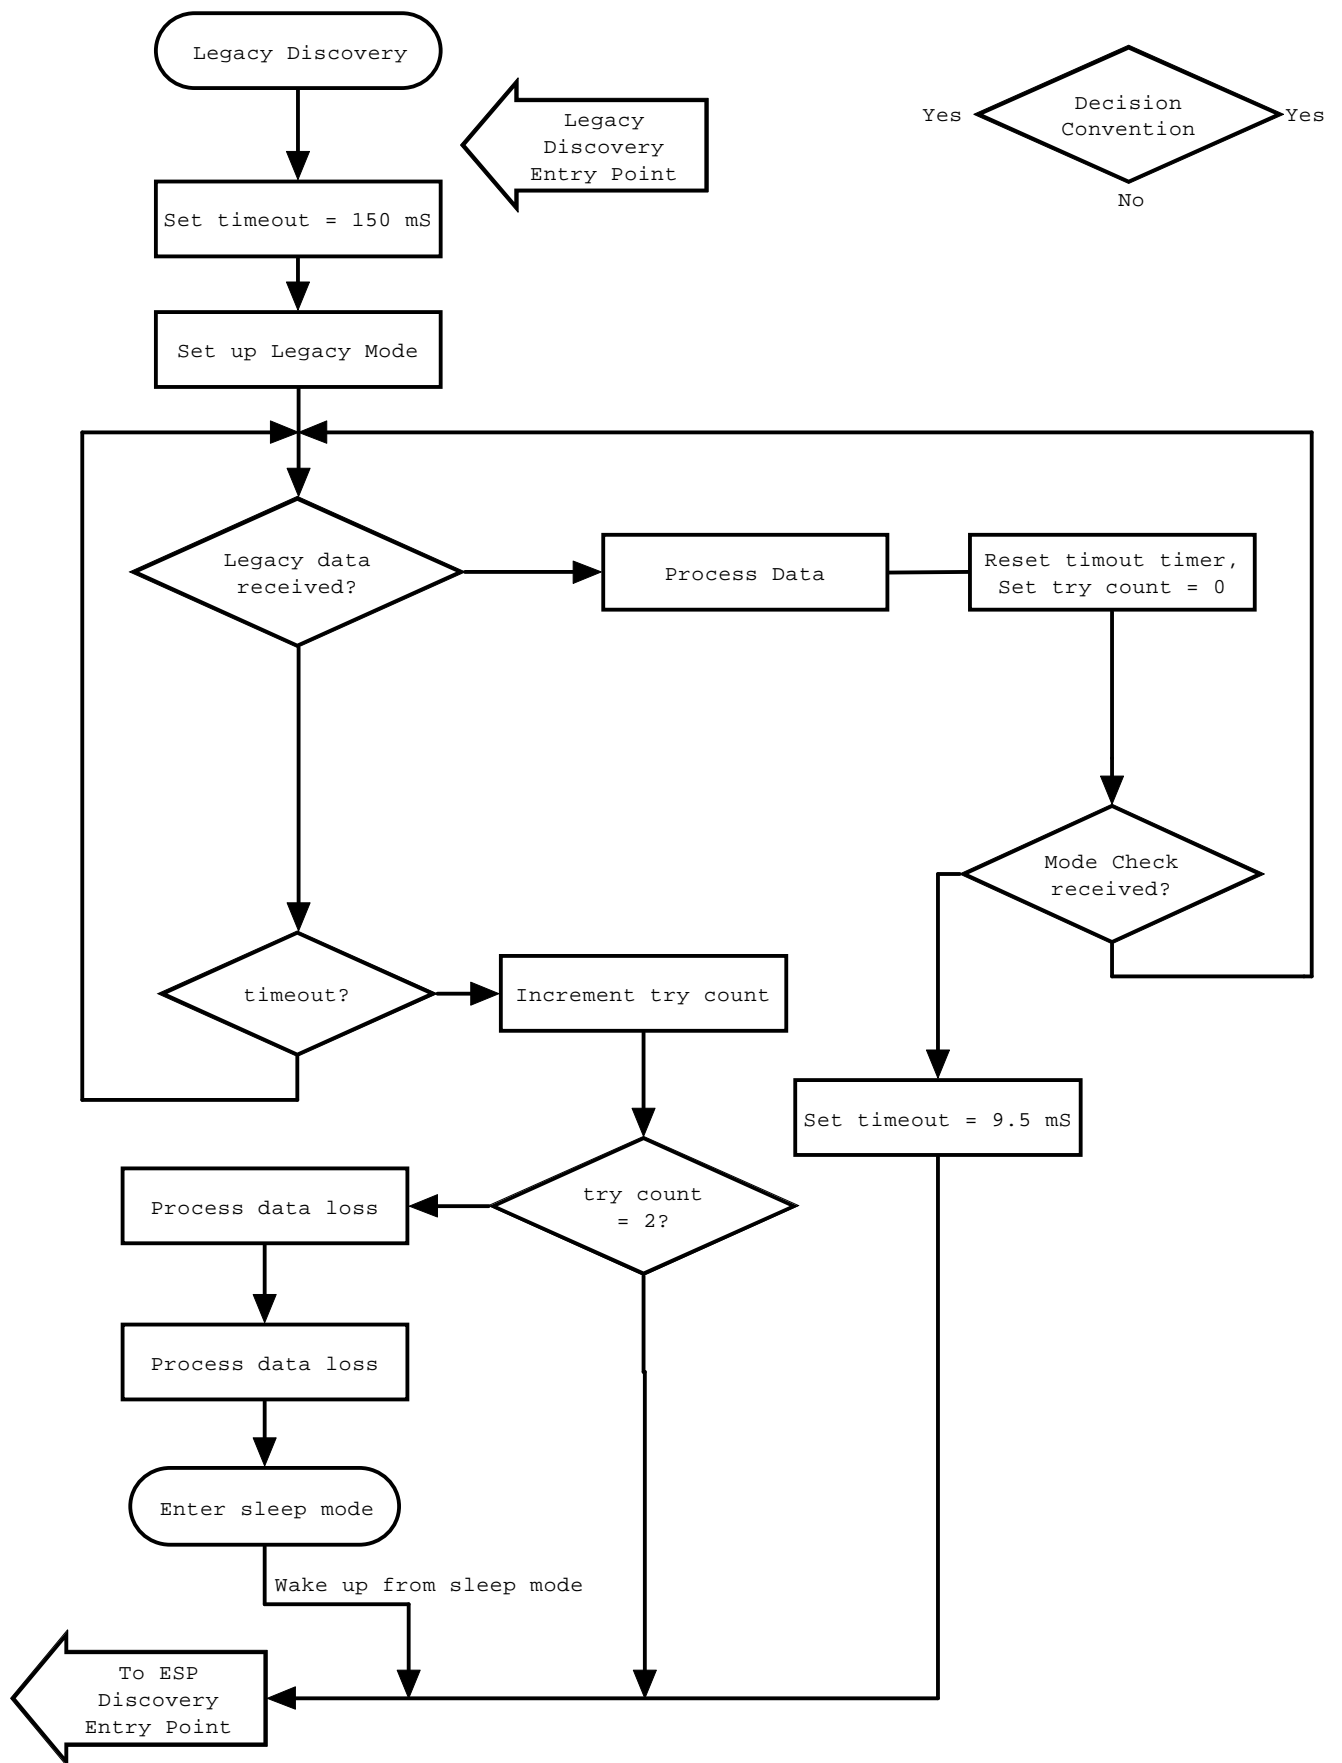 Legacy Discovery
Legacy
Discovery
Entry Point
Yes
Decision
Convention
Yes
No
Set timeout = 150 mS
Set up Legacy Mode
Legacy data
received?
Process Data
Reset timout timer,
Set try count = 0
Mode Check
received?
timeout?
Increment try count
Set timeout = 9.5 mS
try count
= 2?
Process data loss
Process data loss
Enter sleep mode
Wake up from sleep mode
To ESP
Discovery
Entry Point